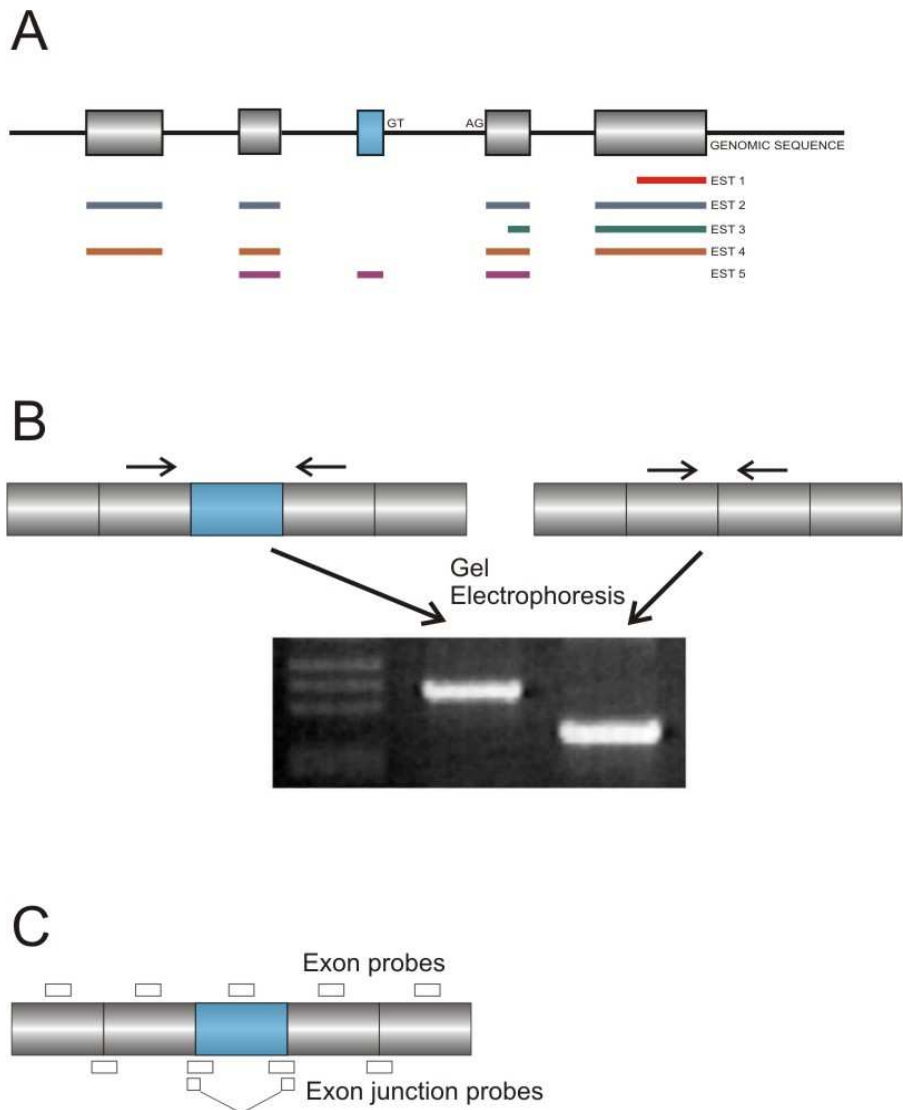 A
GT
AG
GENOMIC SEQUENCE
EST 1
EST 2
EST 3
EST 4
EST 5
B
Gel
Electrophoresis
C
Exon probes
Exon junction probes